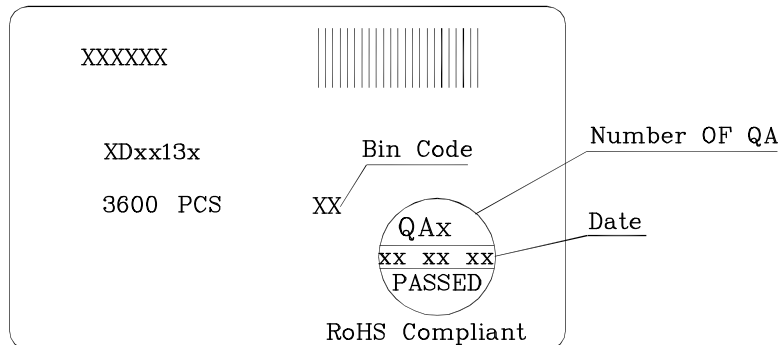 XXXXXX
XDxx13x
Bin Code
Number OF QA
3600 PCS
XX
QAx
Date
xx xx xx
PASSED
RoHS Compliant